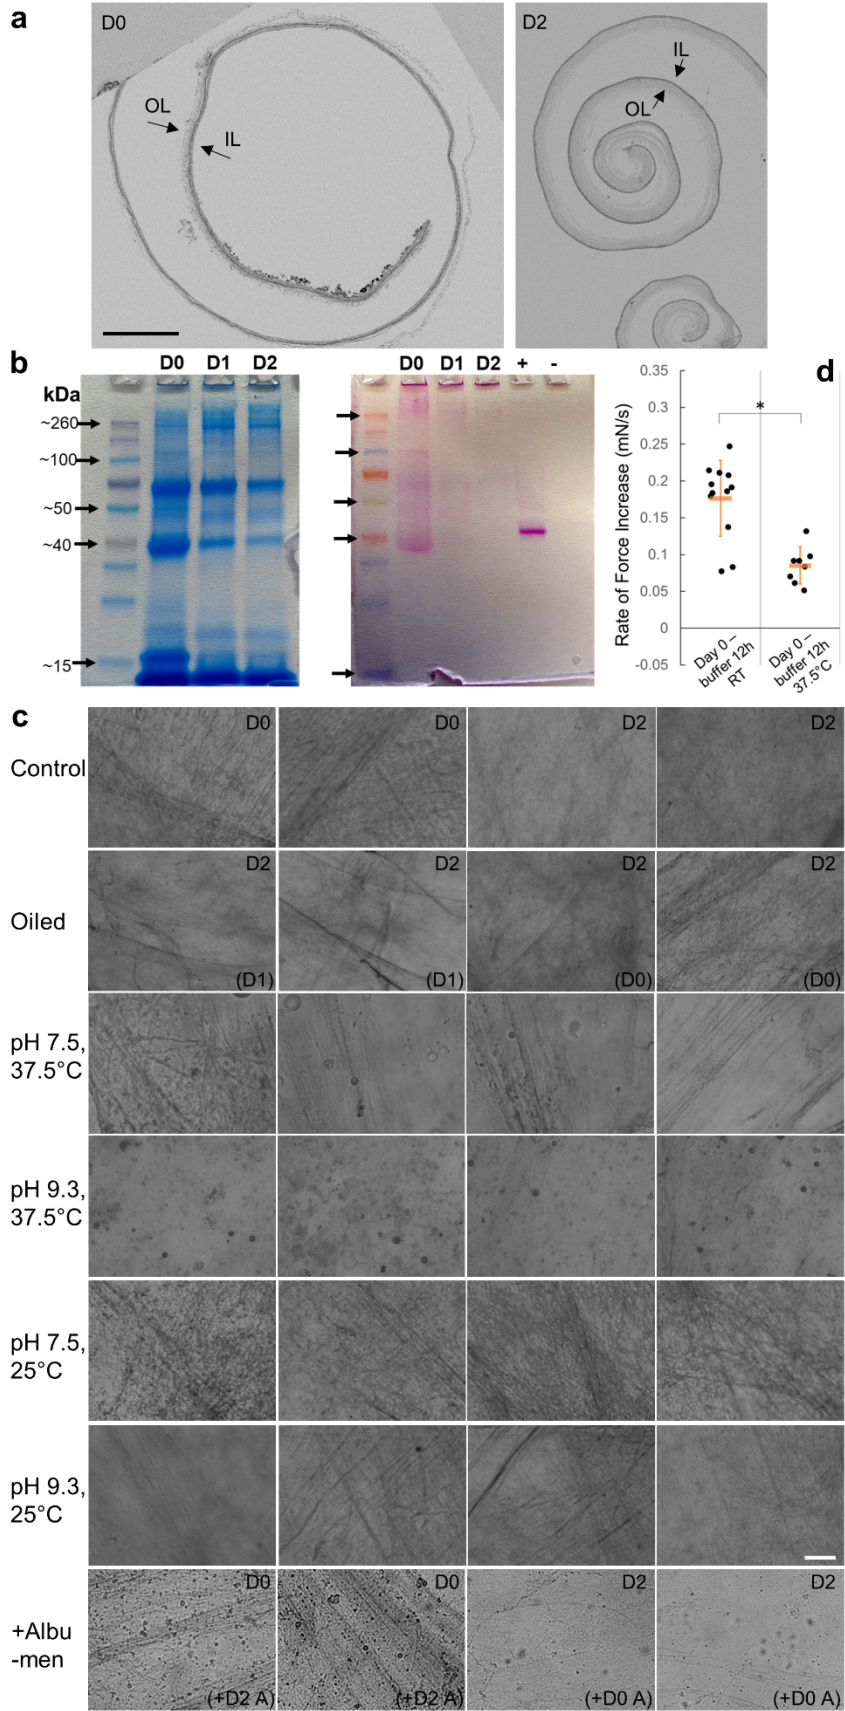 a
D0
OL
IL
D2
IL
OL
b
D0 D1 D2
kDa
~260
~100
~50
~40
~15
D0 D1 D2 + -
d
Rate of Force Increase (mN/s)
0.35
0.3
0.25
0.2
0.15
0.1
0.05
0
-0.05
*
Day 0 –
buffer 12h
RT
Day 0 –
buffer 12h
37.5°C
c
Control
D0
D0
D2
D2
Oiled
D2
(D1)
D2
(D1)
D2
(D0)
D2
(D0)
pH 7.5,
37.5°C
pH 9.3,
37.5°C
pH 7.5,
25°C
pH 9.3,
25°C
+Albu
-men
D0
(+D2 A)
D0
(+D2 A)
D2
(+D0 A)
D2
(+D0 A)